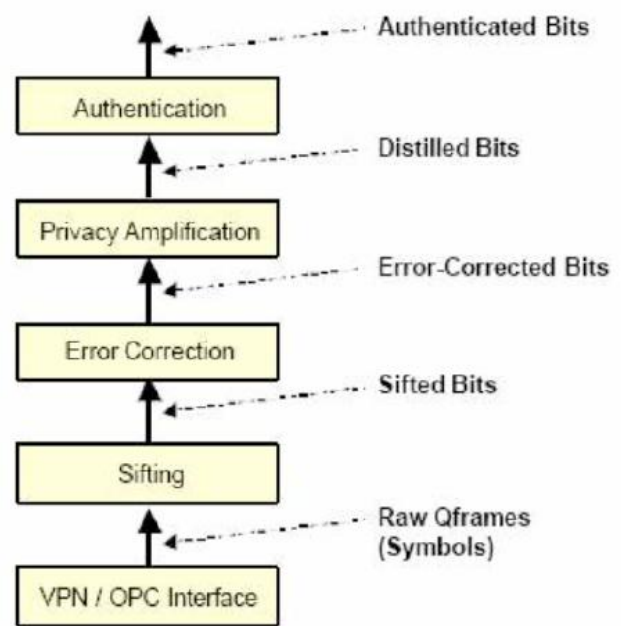 Authenticated Bits
Authentication
Distilled Bits
Privacy Amplification
Error-Corrected Bits
Error Correction
Sifted Bits
Sifting
Raw Qframes
(Symbols)
VPN / OPC Interface